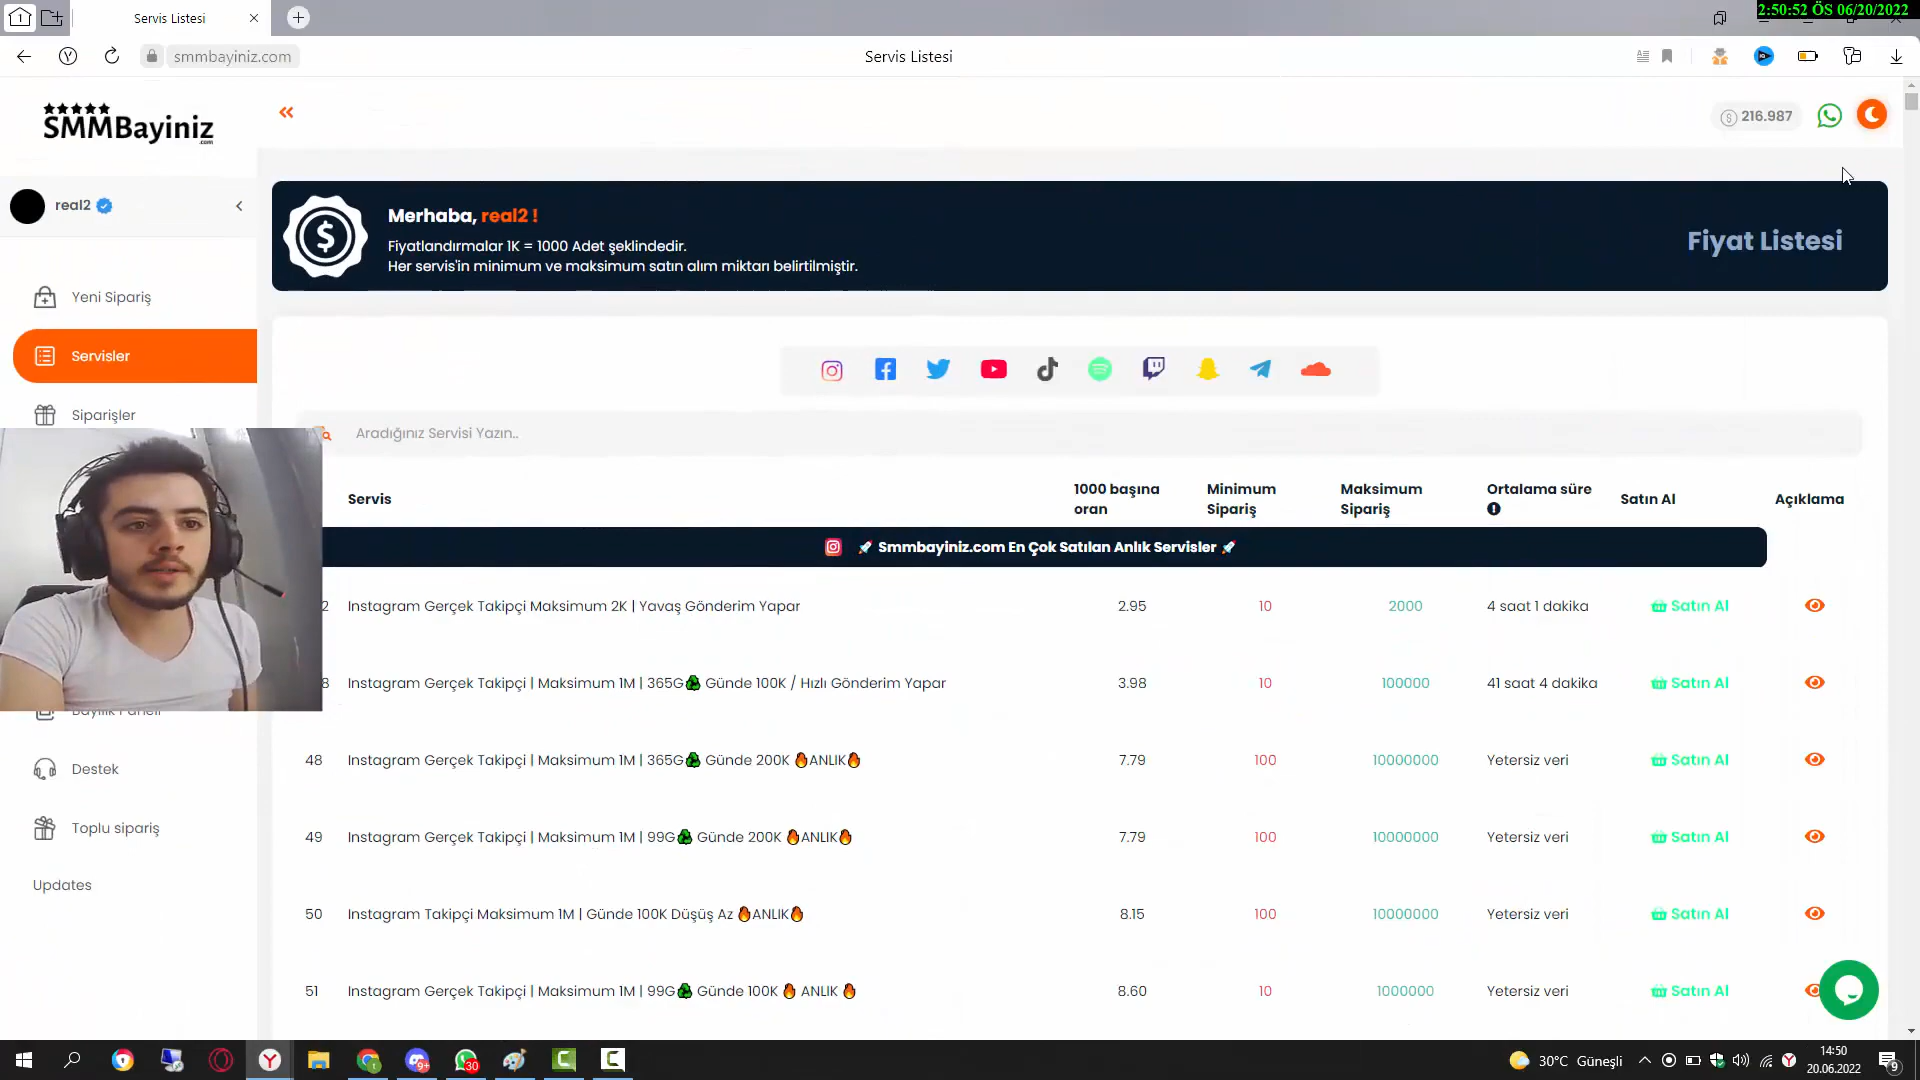 1
Servis Listesi
2:50:52 ÖS 06/20/2022
smmbayiniz.com
Servis Listesi
SMMBayiniz
.com
216.987
real2
Merhaba, real2 !
Fiyatlandırmalar 1K = 1000 Adet şeklindedir.
Her servis'in minimum ve maksimum satın alım miktarı belirtilmiştir.
Fiyat Listesi
Yeni Sipariş
Servisler
Siparişler
Destek
Toplu sipariş
Updates
Aradığınız Servisi Yazın..
Servis
1000 başına oran
Minimum Sipariş
Maksimum Sipariş
Ortalama süre
Satın Al
Açıklama
🚀 Smmbayiniz.com En Çok Satılan Anlık Servisler 🚀
2 Instagram Gerçek Takipçi Maksimum 2K | Yavaş Gönderim Yapar 2.95 10 2000 4 saat 1 dakika Satın Al
8 Instagram Gerçek Takipçi | Maksimum 1M | 365G♻ Günde 100K / Hızlı Gönderim Yapar 3.98 10 100000 41 saat 4 dakika Satın Al
48 Instagram Gerçek Takipçi | Maksimum 1M | 365G♻ Günde 200K 🔥ANLIK🔥 7.79 100 10000000 Yetersiz veri Satın Al
49 Instagram Gerçek Takipçi | Maksimum 1M | 99G♻ Günde 200K 🔥ANLIK🔥 7.79 100 10000000 Yetersiz veri Satın Al
50 Instagram Takipçi Maksimum 1M | Günde 100K Düşüş Az 🔥ANLIK🔥 8.15 100 10000000 Yetersiz veri Satın Al
51 Instagram Gerçek Takipçi | Maksimum 1M | 99G♻ Günde 100K 🔥 ANLIK 🔥 8.60 10 1000000 Yetersiz veri Satın Al
9+
30
30°C Güneşli
14:50
20.06.2022
9